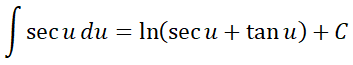 ∫ sec u du = ln(sec u + tan u) + C